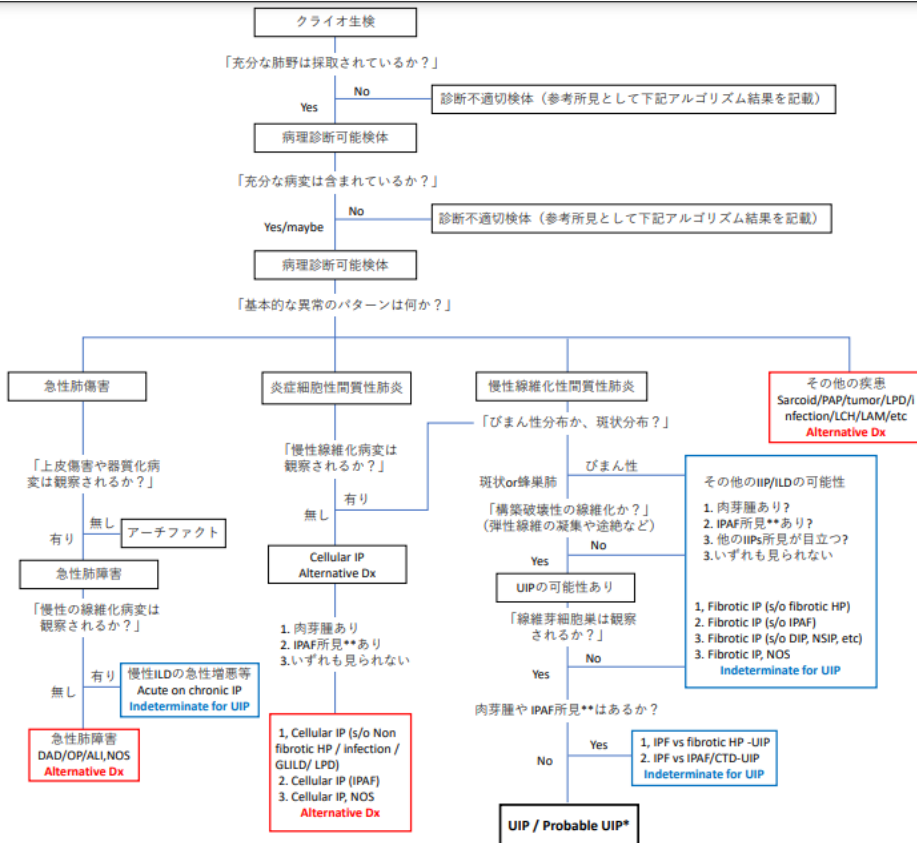 クライオ生検
「充分な肺野は採取されているか？」
No
診断不適切検体（参考所見として下記アルゴリズム結果を記載）
Yes
病理診断可能検体
「充分な病変は含まれているか？」
No
診断不適切検体（参考所見として下記アルゴリズム結果を記載）
Yes/maybe
病理診断可能検体
「基本的な異常のパターンは何か？」
急性肺傷害
「上皮傷害や器質化病
変は観察されるか？」
無し
アーチファクト
有り
急性肺障害
「慢性の線維化病変は
観察されるか？」
有り
慢性ILDの急性増悪等
Acute on chronic IP
Indeterminate for UIP
無し
急性肺障害
DAD/OP/ALI,NOS
Alternative Dx
炎症細胞性間質性肺炎
「慢性線維化病変は
観察されるか？」
有り
無し
Cellular IP
Alternative Dx
1. 肉芽腫あり
2. IPAF所見**あり
3.いずれも見られない
1, Cellular IP (s/o Non
fibrotic HP / infection /
GLILD/ LPD)
2. Cellular IP (IPAF)
3. Cellular IP, NOS
Alternative Dx
慢性線維化性間質性肺炎
「びまん性分布か、斑状分布？」
びまん性
斑状or蜂巣肺
「構築破壊性の線維化か？」
（弾性線維の凝集や途絶など）
No
Yes
UIPの可能性あり
「線維芽細胞巣は観察
されるか？」
No
Yes
肉芽腫や IPAF所見**はあるか？
Yes
No
1, IPF vs fibrotic HP -UIP
2. IPF vs IPAF/CTD-UIP
Indeterminate for UIP
UIP / Probable UIP*
その他の疾患
Sarcoid/PAP/tumor/LPD/i
nfection/LCH/LAM/etc
Alternative Dx
その他のIIP/ILDの可能性
1. 肉芽腫あり?
2. IPAF所見**あり?
3. 他のIIPs所見が目立つ?
3.いずれも見られない
1, Fibrotic IP (s/o fibrotic HP)
2. Fibrotic IP (s/o IPAF)
3. Fibrotic IP (s/o DIP, NSIP, etc)
3. Fibrotic IP, NOS
Indeterminate for UIP